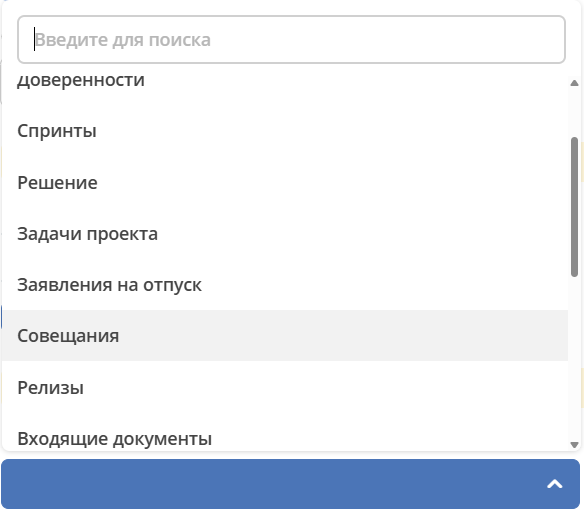 Введите для поиска
Доверенности
Спринты
Решение
Задачи проекта
Заявления на отпуск
Совещания
Релизы
Входящие документы